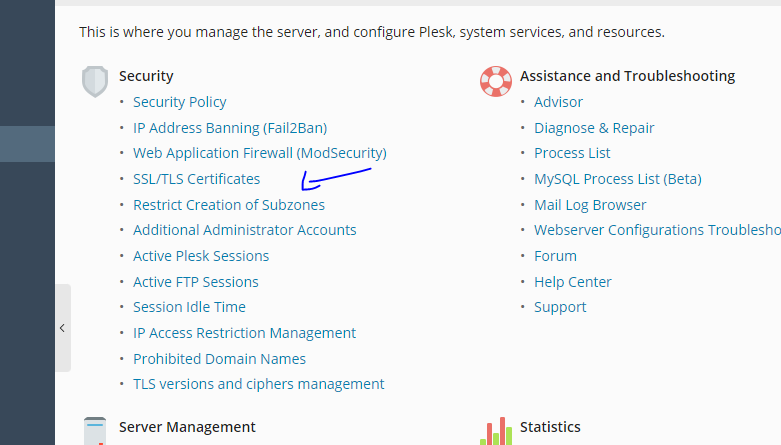 This is where you manage the server, and configure Plesk, system services, and resources.
Security
Security Policy
IP Address Banning (Fail2Ban)
Web Application Firewall (ModSecurity)
SSL/TLS Certificates
Restrict Creation of Subzones
Additional Administrator Accounts
Active Plesk Sessions
Active FTP Sessions
Session Idle Time
IP Access Restriction Management
Prohibited Domain Names
TLS versions and ciphers management
Assistance and Troubleshooting
Advisor
Diagnose & Repair
Process List
MySQL Process List (Beta)
Mail Log Browser
Webserver Configurations Troublesho
Forum
Help Center
Support
Server Management
Statistics